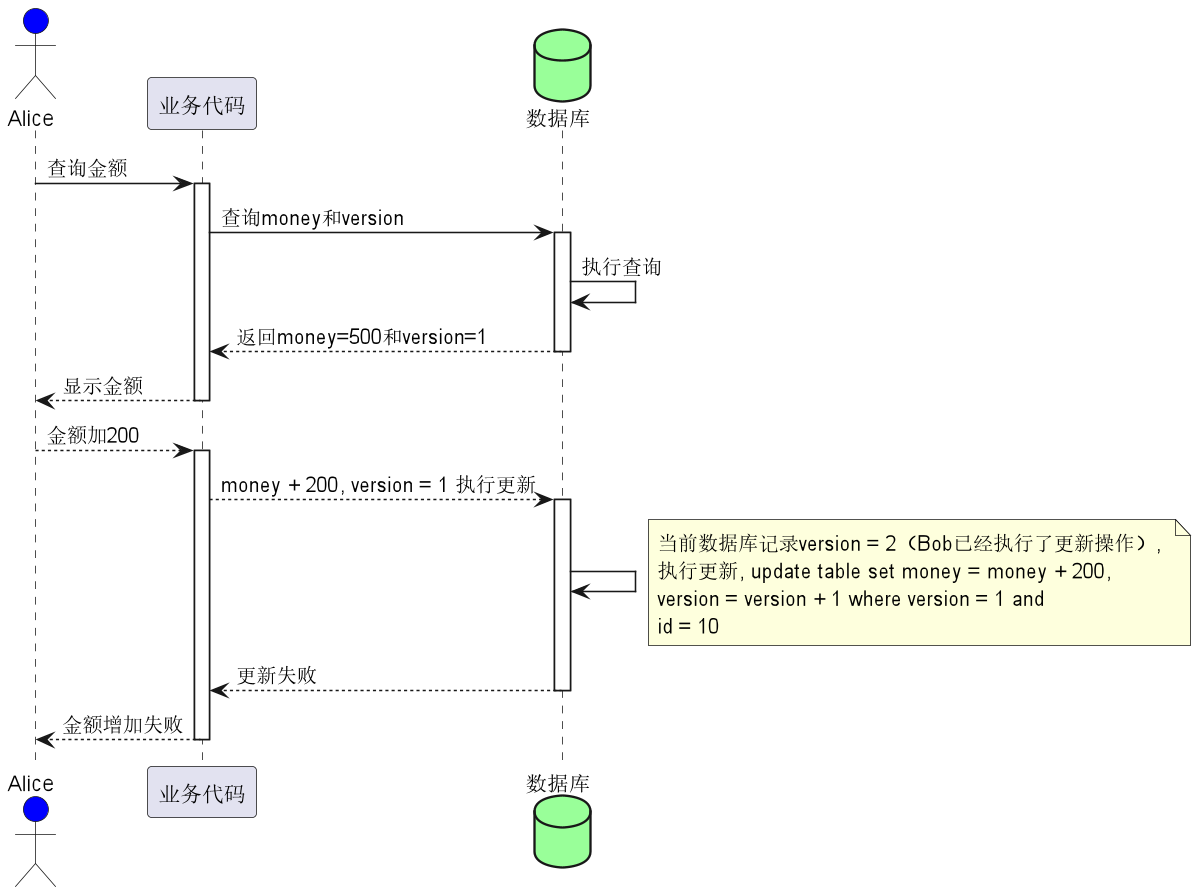 Alice
业务代码
数据库
查询金额
查询money和version
执行查询
返回money=500和version=1
显示金额
金额加200
money + 200, version = 1 执行更新
当前数据库记录version = 2（Bob已经执行了更新操作）,
执行更新, update table set money = money + 200,
version = version + 1 where version = 1 and
id = 10
更新失败
金额增加失败
Alice
业务代码
数据库